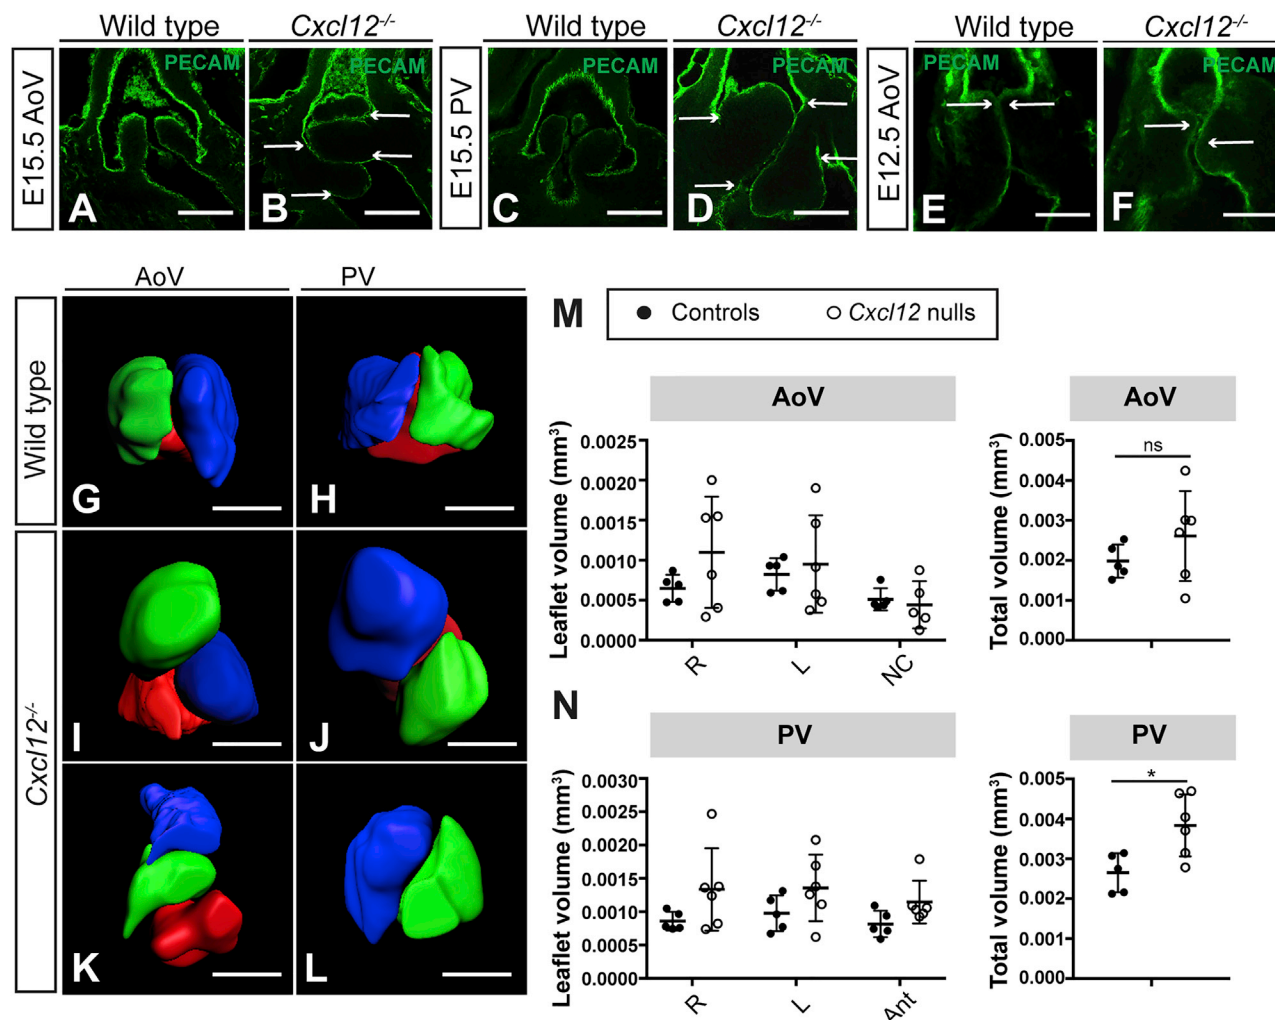 Wild type Cxcl12-/- Wild type Cxcl12-/- Wild type Cxcl12-/-
E15.5 AoV
PECAM
A
PECAM
B
E15.5 PV
PECAM
C
PECAM
D
E12.5 AoV
PECAM
E
PECAM
F
AoV PV
Wild type
G H
Cxcl12-/-
I J
K L
M
Controls Cxcl12 nulls
AoV
Leaflet volume (mm³)
0.0025
0.0020
0.0015
0.0010
0.0005
0.0000
R L NC
AoV
Total volume (mm³)
0.005
0.004
0.003
0.002
0.001
0.000
ns
N
PV
Leaflet volume (mm³)
0.0030
0.0025
0.0020
0.0015
0.0010
0.0005
0.0000
R L Ant
PV
Total volume (mm³)
0.005
0.004
0.003
0.002
0.001
0.000
*